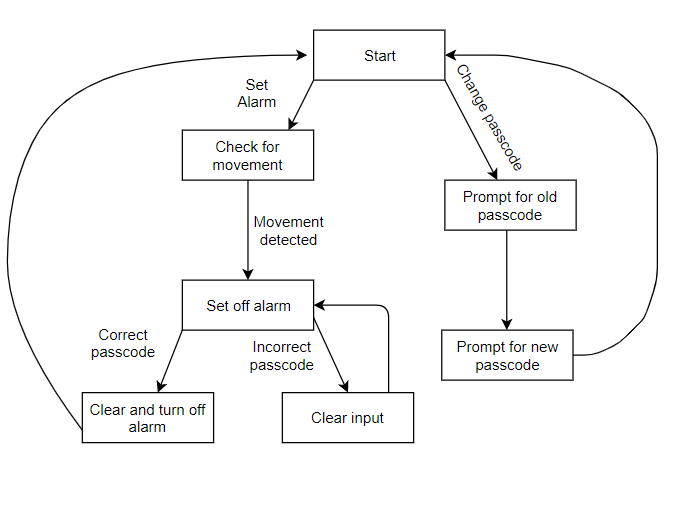 Start
Set
Alarm
Change passcode
Check for
movement
Prompt for old
passcode
Movement
detected
Set off alarm
Correct
passcode
Incorrect
passcode
Prompt for new
passcode
Clear and turn off
alarm
Clear input